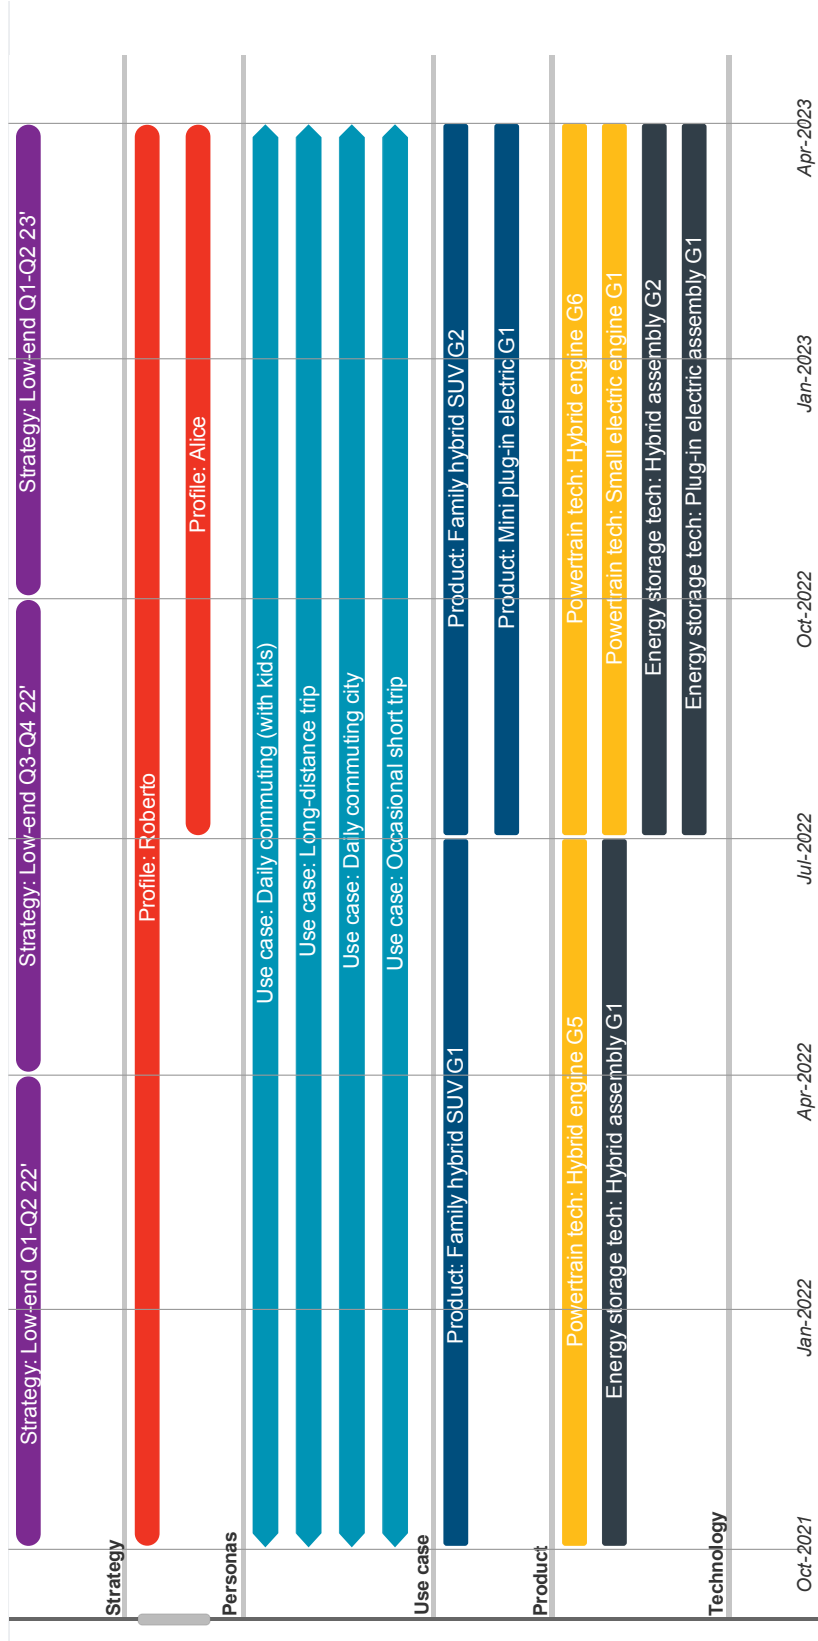 Strategy: Low-end Q1-Q2 22'
Strategy: Low-end Q3-Q4 22'
Strategy: Low-end Q1-Q2 23'
Strategy
Profile: Roberto
Profile: Alice
Personas
Use case: Daily commuting (with kids)
Use case: Long-distance trip
Use case: Daily commuting city
Use case: Occasional short trip
Use case
Product: Family hybrid SUV G1
Product: Family hybrid SUV G2
Product: Mini plug-in electric G1
Product
Powertrain tech: Hybrid engine G5
Powertrain tech: Hybrid engine G6
Energy storage tech: Hybrid assembly G1
Powertrain tech: Small electric engine G1
Energy storage tech: Hybrid assembly G2
Energy storage tech: Plug-in electric assembly G1
Technology
Oct-2021
Jan-2022
Apr-2022
Jul-2022
Oct-2022
Jan-2023
Apr-2023